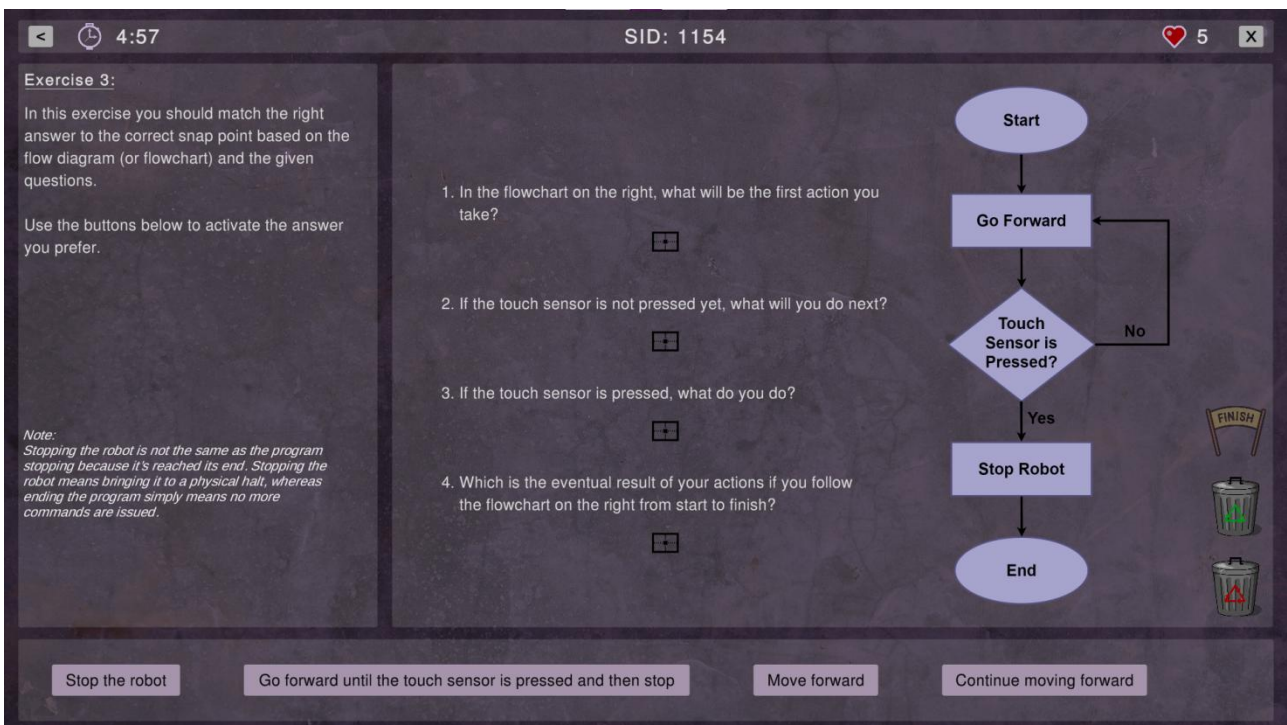 < 4:57 SID: 1154 5 X
Exercise 3:
In this exercise you should match the right
answer to the correct snap point based on the
flow diagram (or flowchart) and the given
questions.
Use the buttons below to activate the answer
you prefer.
Note:
Stopping the robot is not the same as the program
stopping because it's reached its end. Stopping the
robot means bringing it to a physical halt, whereas
ending the program simply means no more
commands are issued.
1. In the flowchart on the right, what will be the first action you
take?
2. If the touch sensor is not pressed yet, what will you do next?
3. If the touch sensor is pressed, what do you do?
4. Which is the eventual result of your actions if you follow
the flowchart on the right from start to finish?
Start
Go Forward
Touch
Sensor is
Pressed?
No
Yes
Stop Robot
End
FINISH
Stop the robot
Go forward until the touch sensor is pressed and then stop
Move forward
Continue moving forward